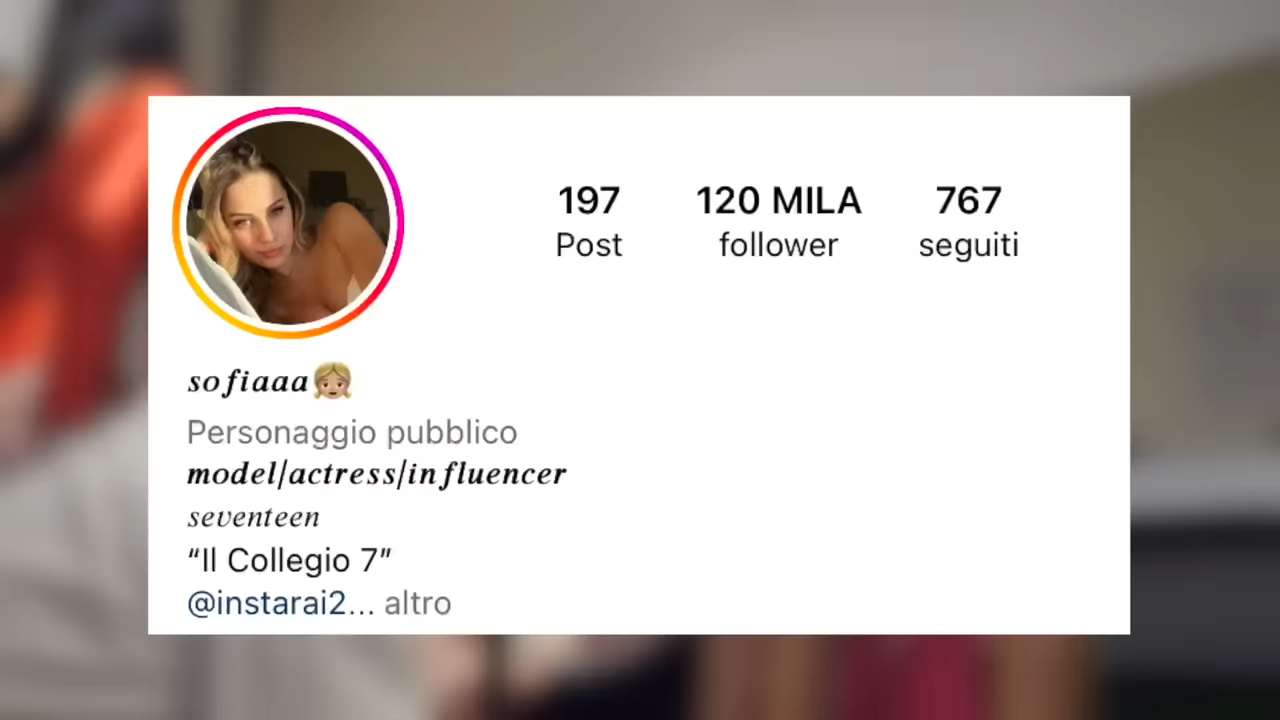 197 120 MILA 767
Post follower seguiti
sofiaaa👧🏼
Personaggio pubblico
model/actress/influencer
seventeen
“Il Collegio 7”
@instarai2... altro